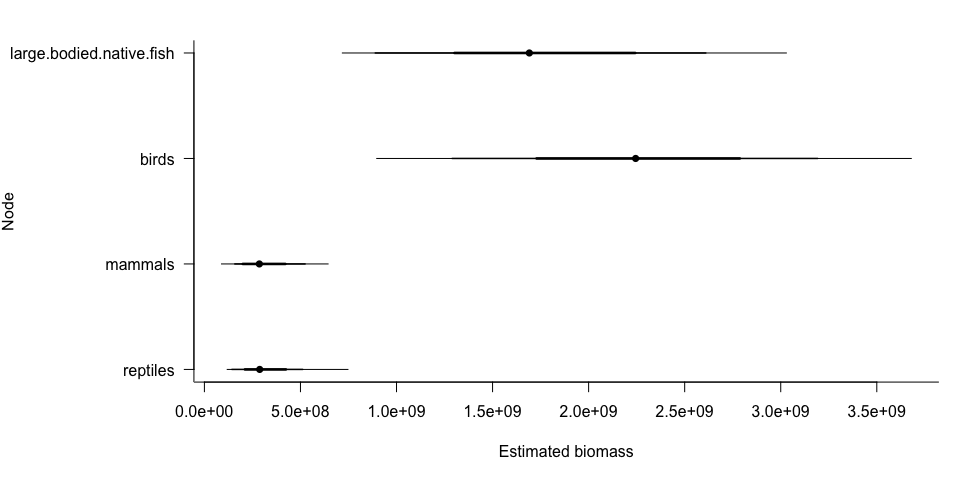 large.bodied.native.fish
birds
Node
mammals
reptiles
0.0e+00 5.0e+08 1.0e+09 1.5e+09 2.0e+09 2.5e+09 3.0e+09 3.5e+09
Estimated biomass